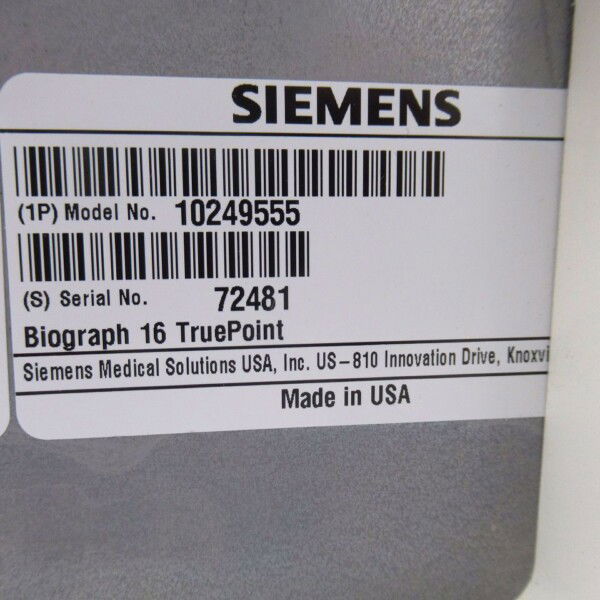 SIEMENS
(1P) Model No. 10249555
(S) Serial No. 72481
Biograph 16 TruePoint
Siemens Medical Solutions USA, Inc. US-810 Innovation Drive,
Made in USA